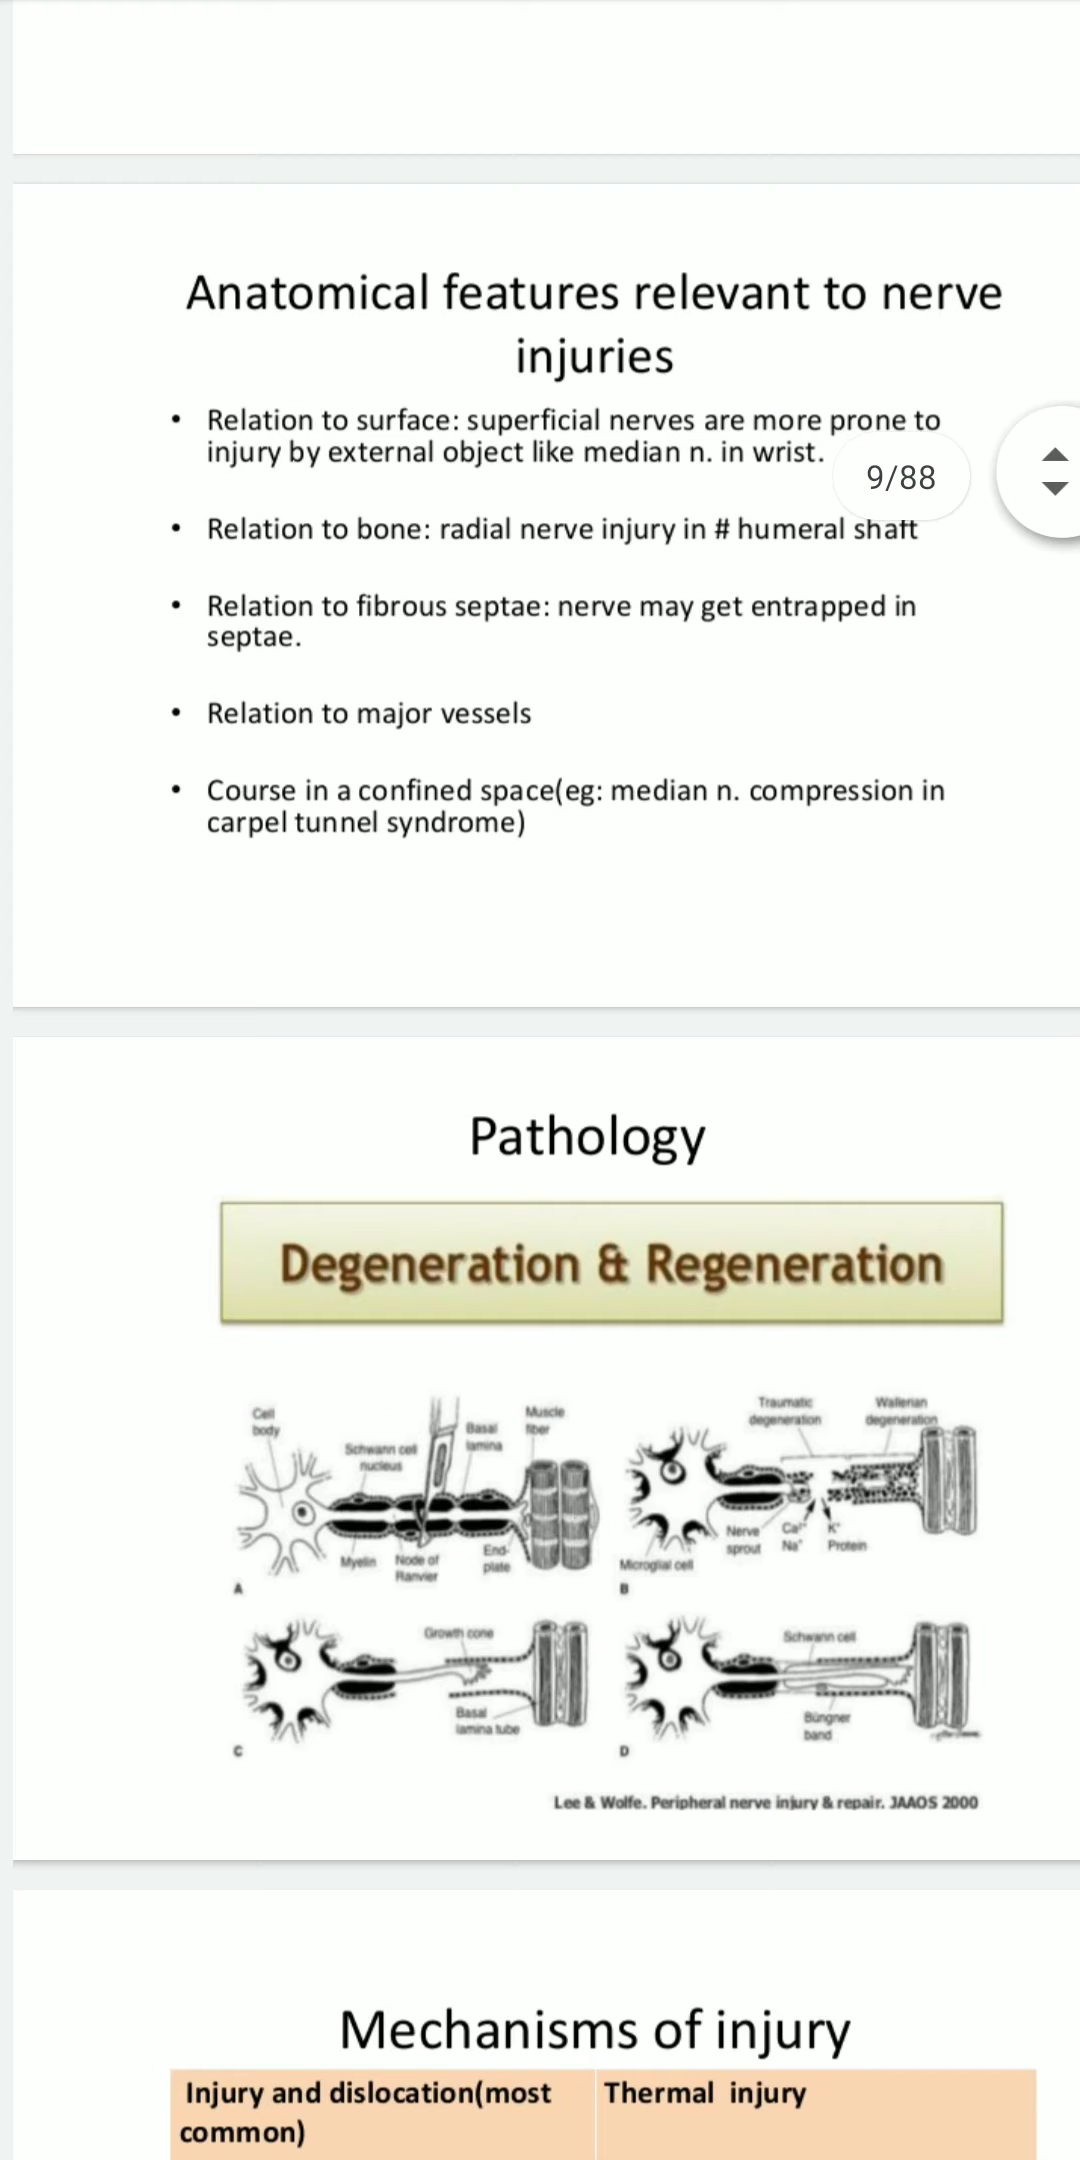 Anatomical features relevant to nerve
injuries
• Relation to surface: superficial nerves are more prone to
injury by external object like median n. in wrist.
9/88
• Relation to bone: radial nerve injury in # humeral shaft
• Relation to fibrous septae: nerve may get entrapped in
septae.
• Relation to major vessels
• Course in a confined space(eg: median n. compression in
carpel tunnel syndrome)
Pathology
Degeneration & Regeneration
Cell
body
Schwann cell
nucleus
Basal
lamina
Muscle
fiber
Myelin
Node of
Ranvier
End-
plate
A
Traumatic
degeneration
Wallerian
degeneration
Nerve
sprout
Ca++
Na+
K+
Protein
Microglial cell
B
Growth cone
Basal
lamina tube
C
Schwann cell
Büngner
band
D
Lee & Wolfe. Peripheral nerve injury & repair. JAAOS 2000
Mechanisms of injury
Injury and dislocation(most
common)
Thermal injury